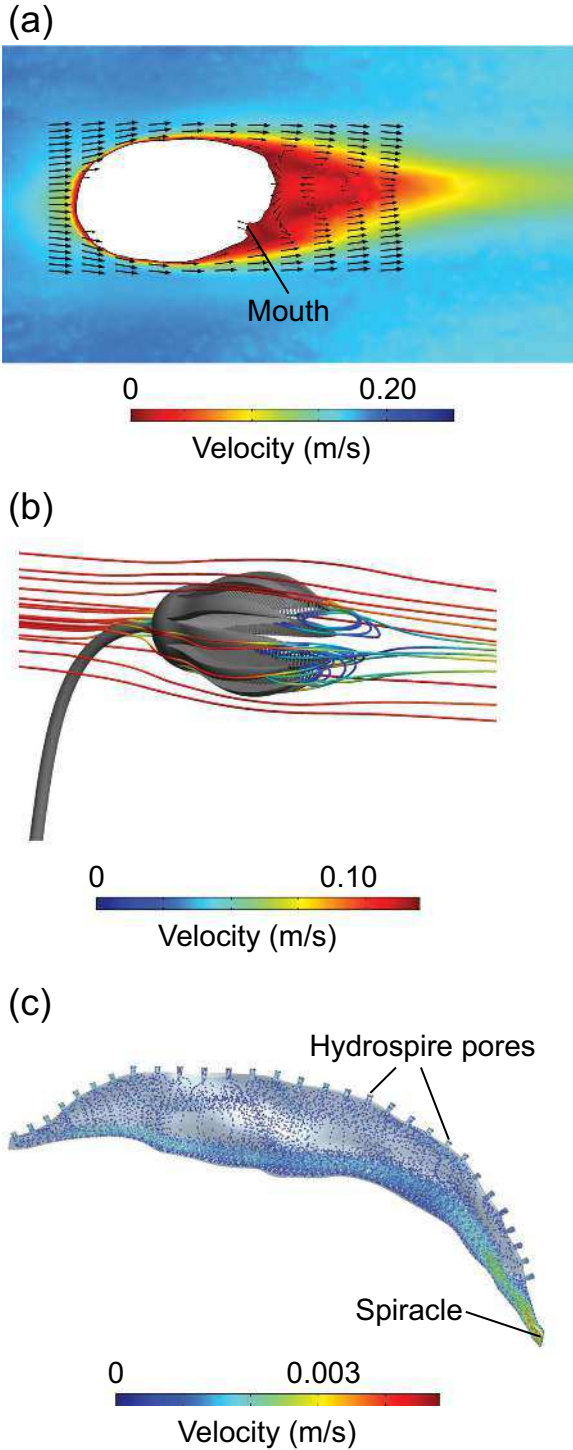 (a)
Mouth
0 0.20
Velocity (m/s)
(b)
0 0.10
Velocity (m/s)
(c)
Hydrospire pores
Spiracle
0 0.003
Velocity (m/s)